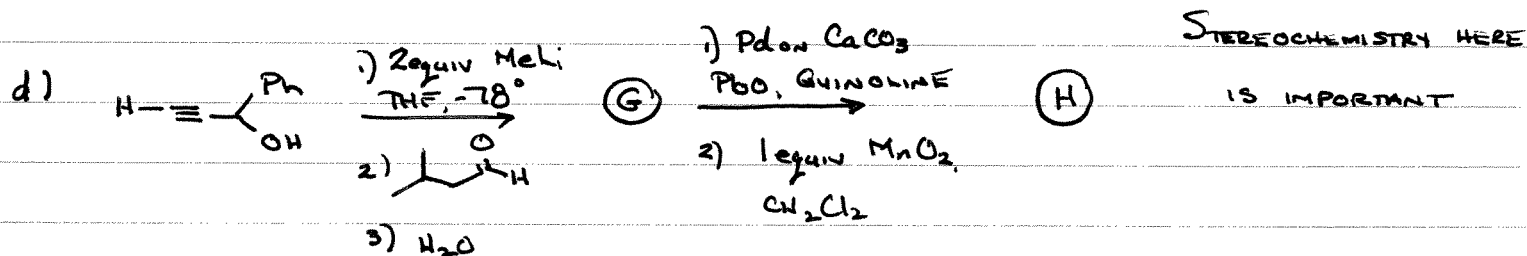 STEREOCHEMISTRY HERE
IS IMPORTANT
d)
H
Ph
OH
1.) 2equiv MeLi
THF, -78°
2.)
O
H
3) H2O
G
1.) Pd on CaCO3
PbO, QUINOLINE
2) 1equiv MnO2,
CH2Cl2
H